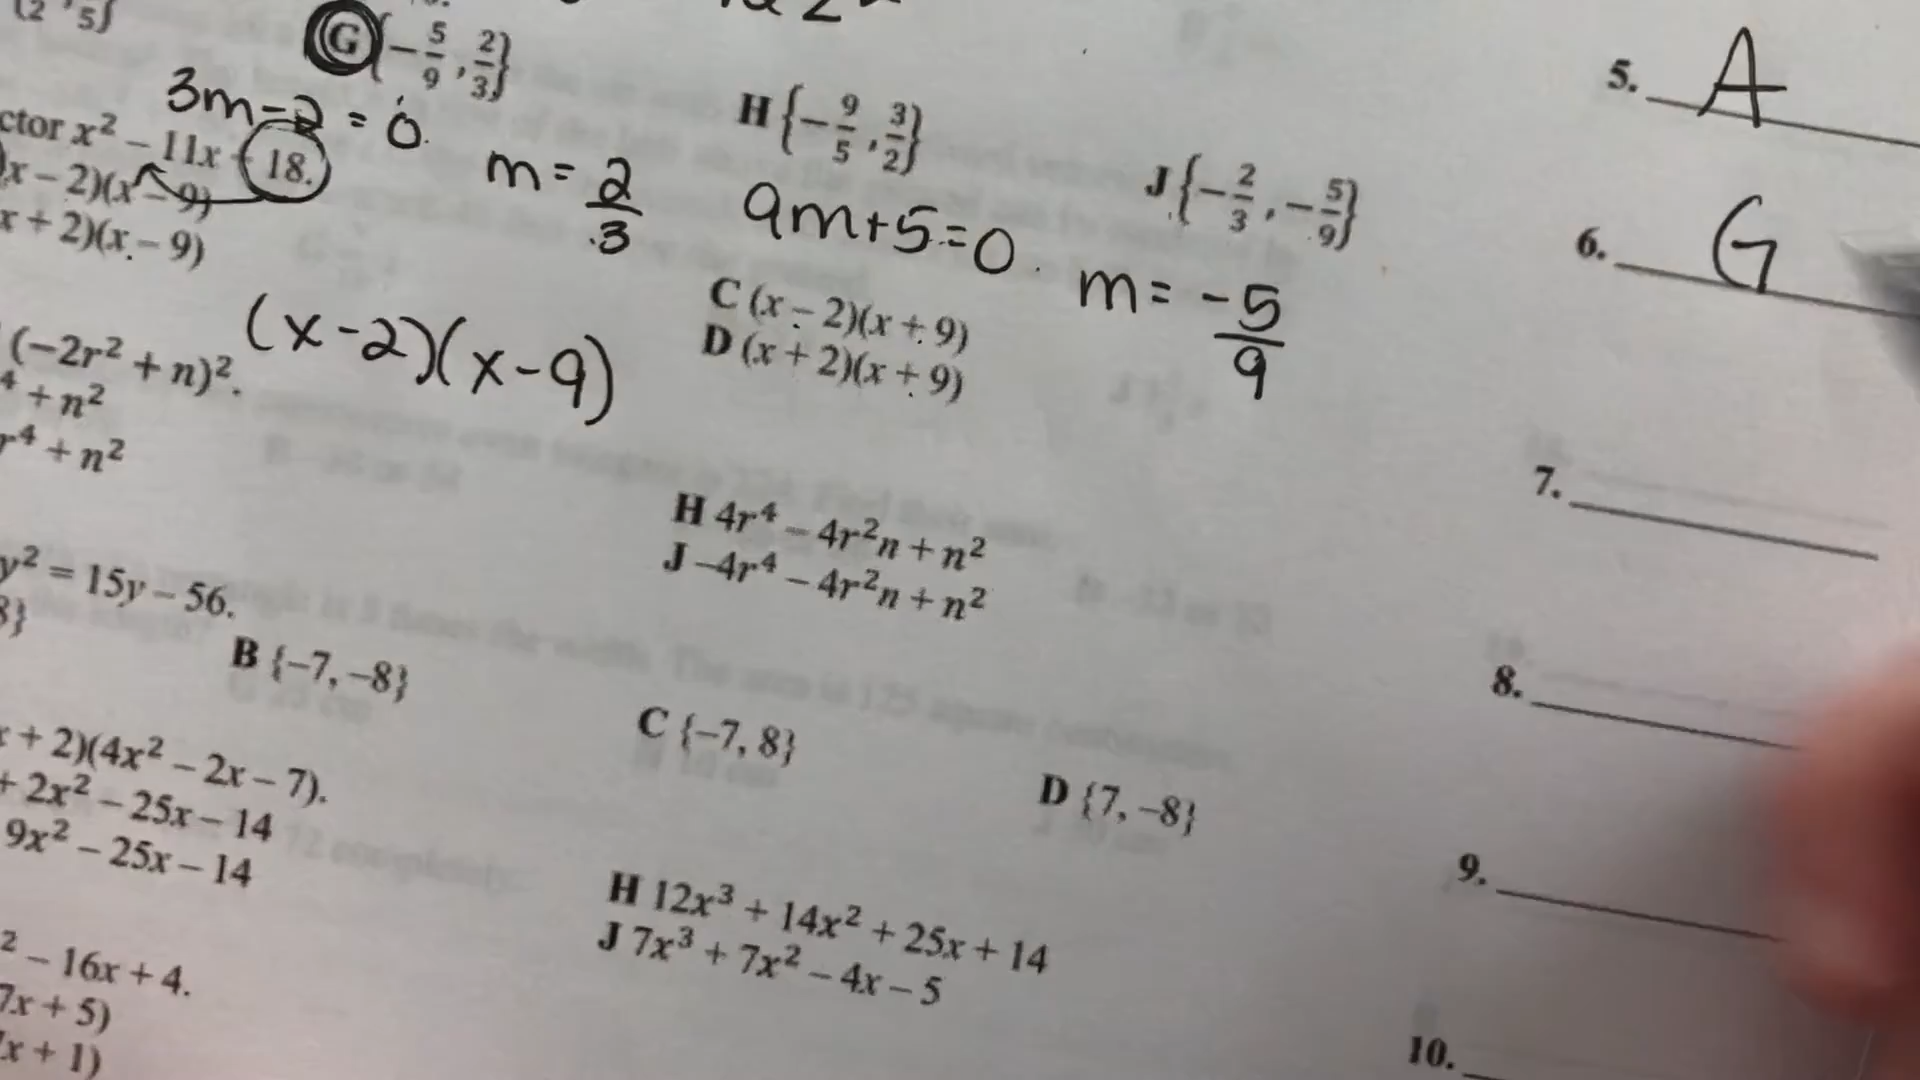 G {-5/9, 2/3}
H {-9/5, 3/2}
J {-2/3, -5/9}
3m-2 = 0
m = 2/3
9m+5=0
m = -5/9
ctor x² - 11x + 18.
x - 2)(x - 9)
x + 2)(x - 9)
C (x - 2)(x + 9)
D (x + 2)(x + 9)
(x-2)(x-9)
(-2r² + n)².
⁴ + n²
r⁴ + n²
H 4r⁴ - 4r²n + n²
J -4r⁴ - 4r²n + n²
y² = 15y - 56.
8}
B {-7, -8}
C {-7, 8}
D {7, -8}
x + 2)(4x² - 2x - 7).
+ 2x² - 25x - 14
9x² - 25x - 14
H 12x³ + 14x² + 25x + 14
J 7x³ + 7x² - 4x - 5
² - 16x + 4.
7x + 5)
x + 1)
5. A
6. G
7.
8.
9.
10.